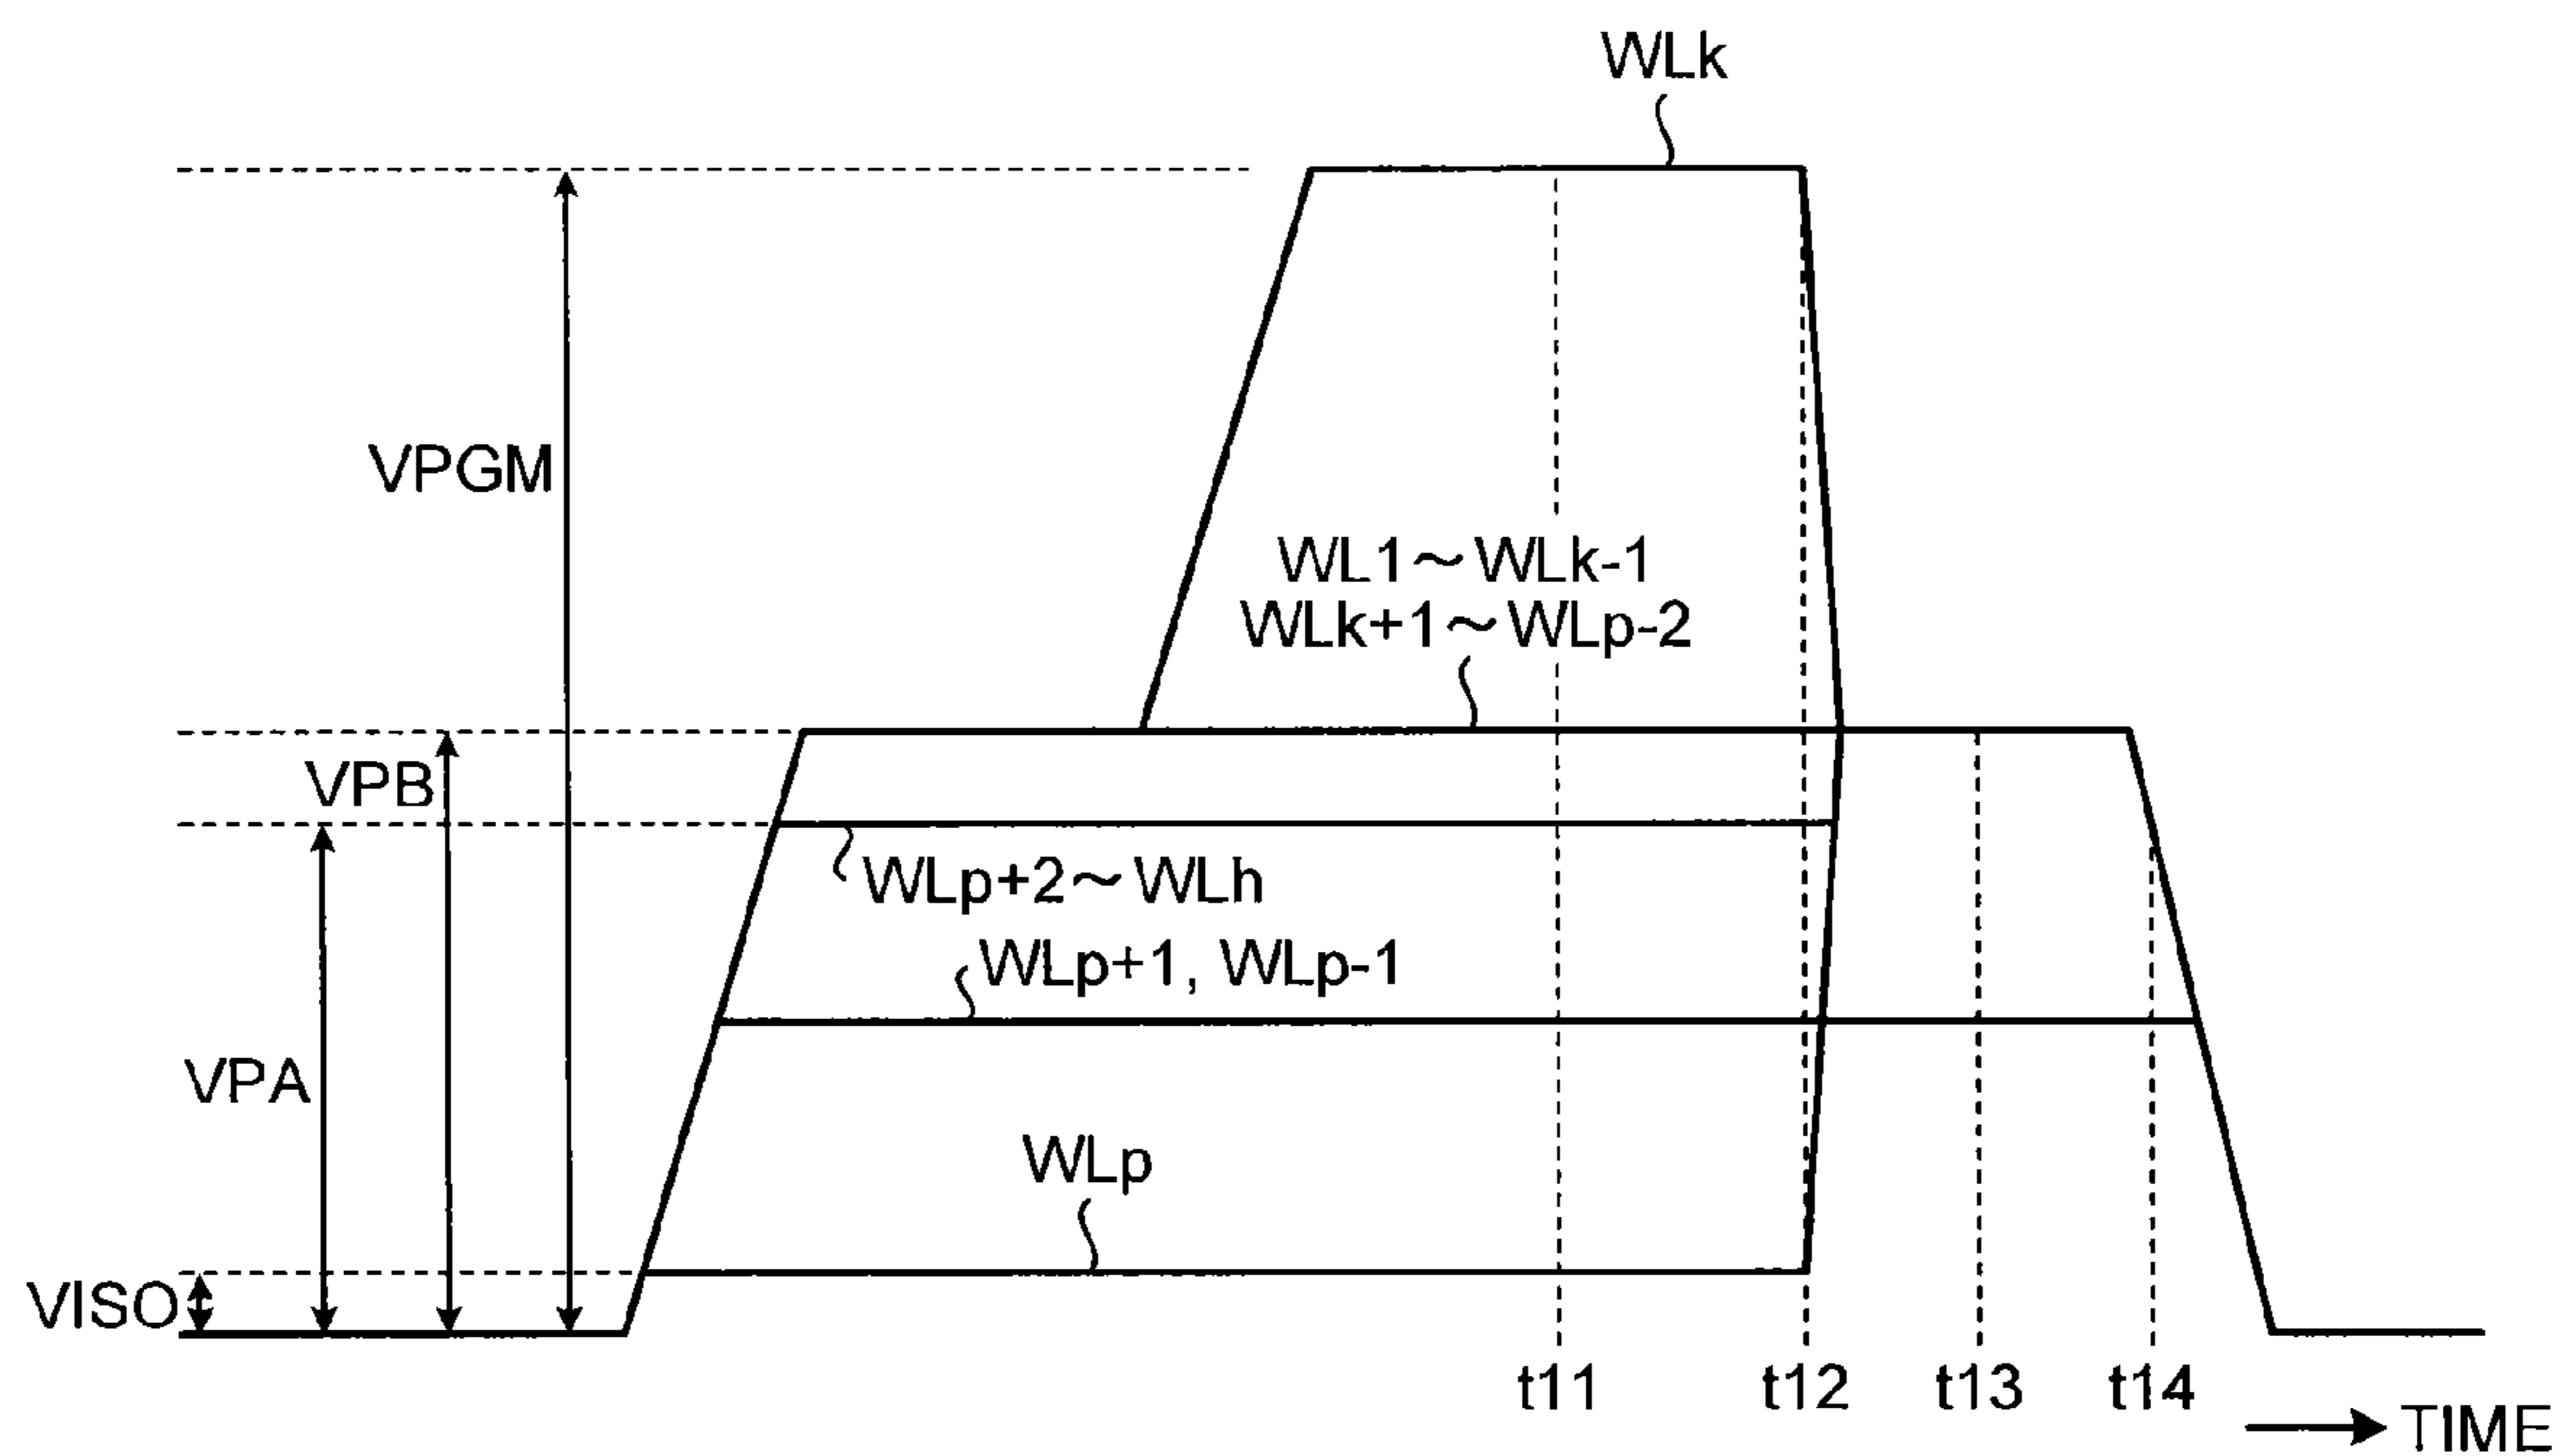 WLk
VPGM
WL1～WLk-1
WLk+1～WLp-2
VPB
WLp+2～WLh
WLp+1, WLp-1
VPA
WLp
VISO
t11 t12 t13 t14
TIME